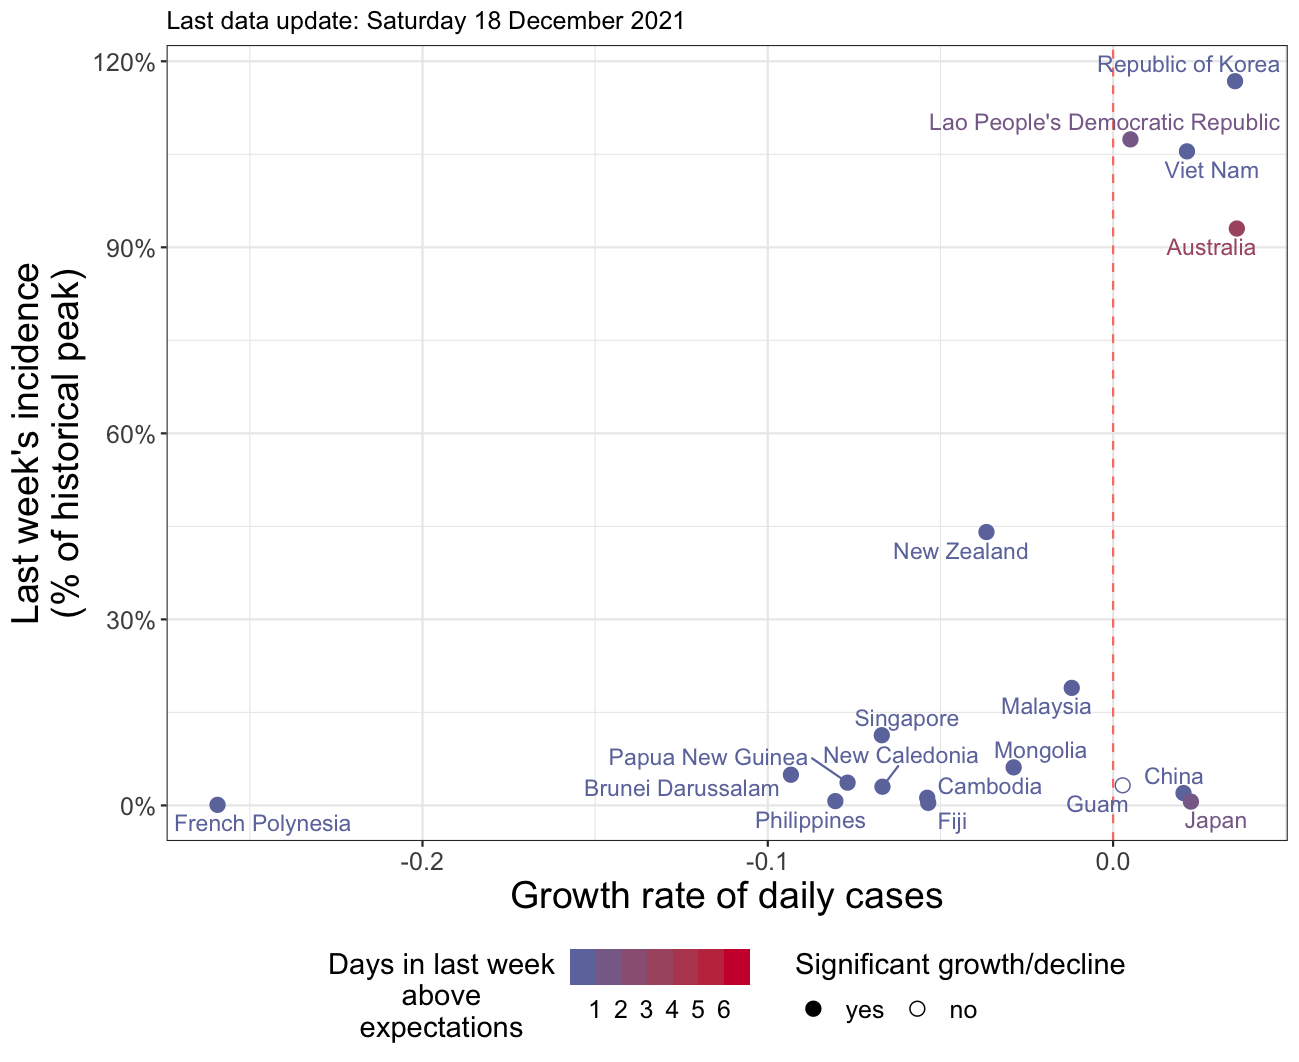 Last data update: Saturday 18 December 2021
120%
90%
60%
30%
0%
Last week's incidence
(% of historical peak)
Republic of Korea
Lao People's Democratic Republic
Viet Nam
Australia
New Zealand
Malaysia
Singapore
Papua New Guinea
New Caledonia
Mongolia
Brunei Darussalam
Cambodia
China
Guam
French Polynesia
Philippines
Fiji
Japan
-0.2
-0.1
0.0
Growth rate of daily cases
Days in last week
above
expectations
1 2 3 4 5 6
Significant growth/decline
yes
no